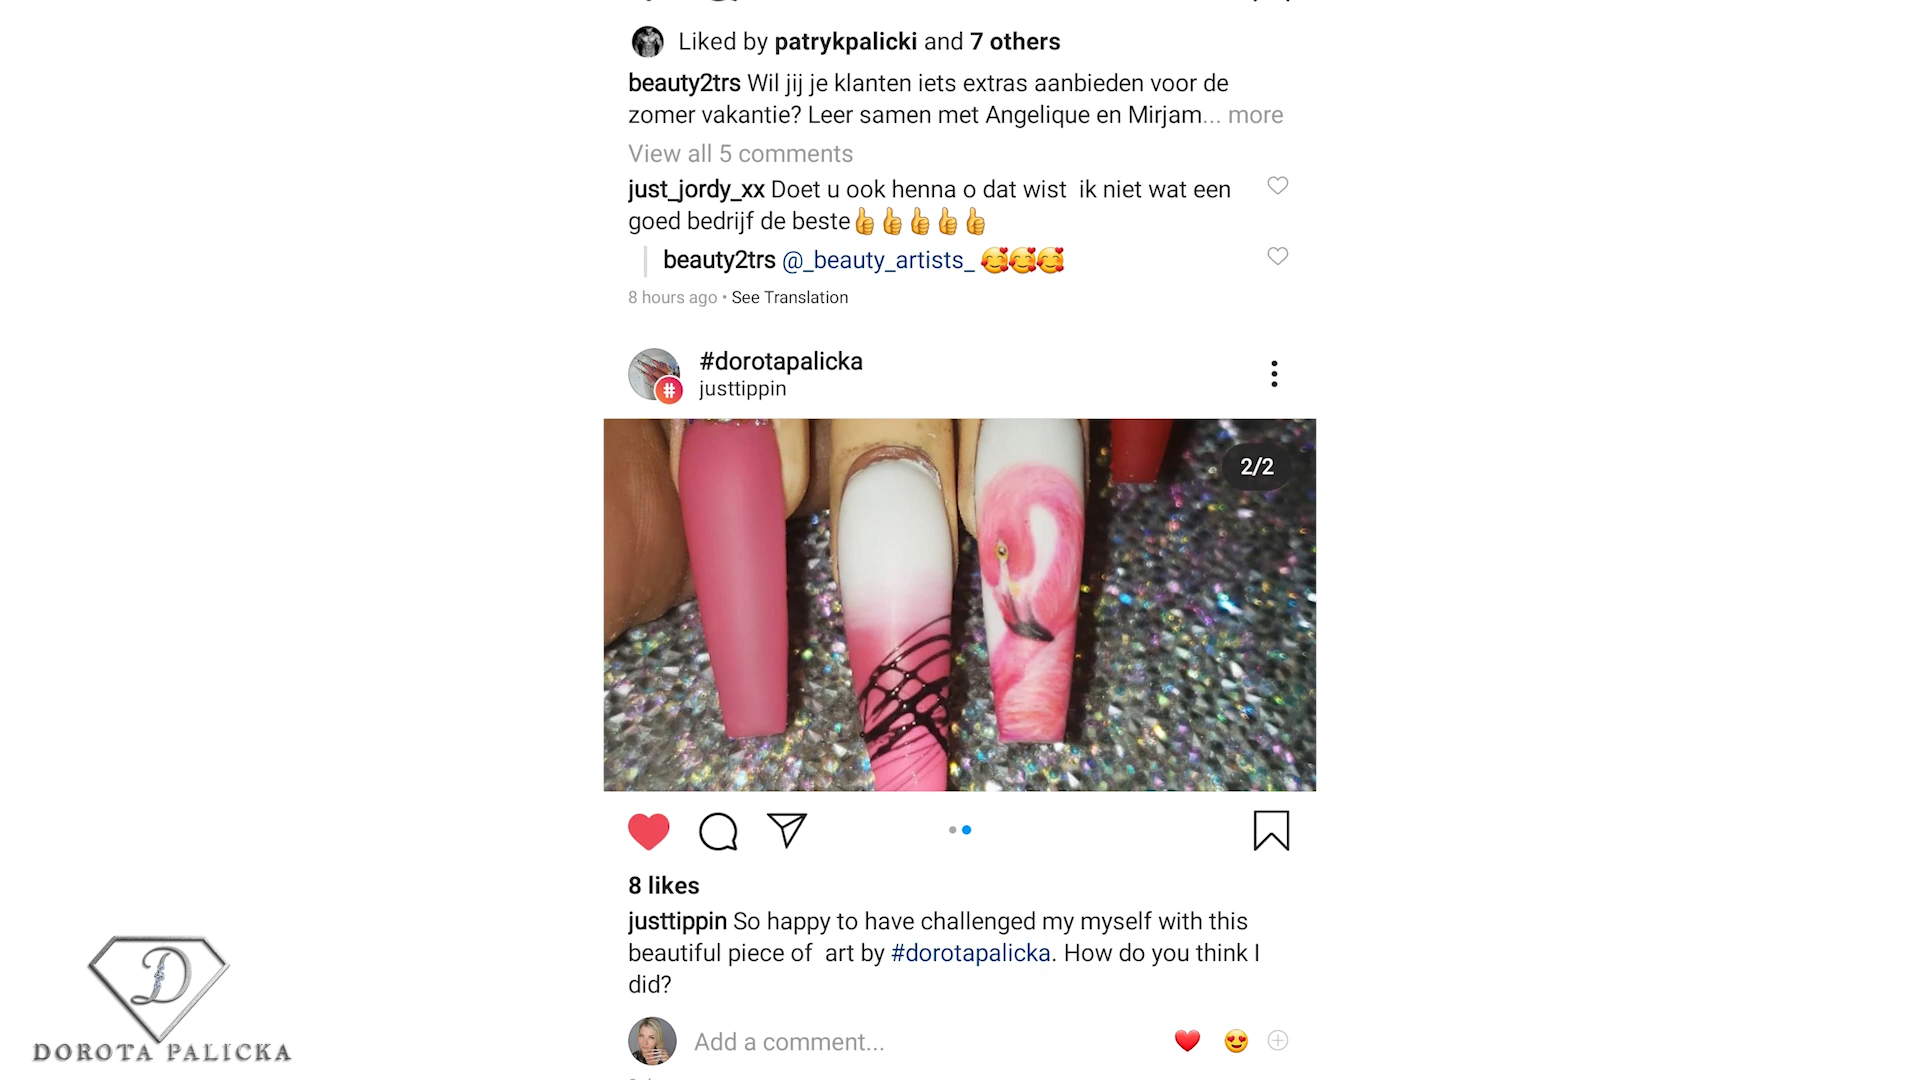 Liked by patrykpalicki and 7 others
beauty2trs Wil jij je klanten iets extras aanbieden voor de
zomer vakantie? Leer samen met Angelique en Mirjam... more
View all 5 comments
just_jordy_xx Doet u ook henna o dat wist  ik niet wat een
goed bedrijf de beste👍👍👍👍👍
beauty2trs @_beauty_artists_ 🥰🥰🥰
8 hours ago • See Translation
#dorotapalicka
justtippin
2/2
8 likes
justtippin So happy to have challenged my myself with this
beautiful piece of  art by #dorotapalicka. How do you think I
did?
Add a comment...
D
DOROTA PALICKA